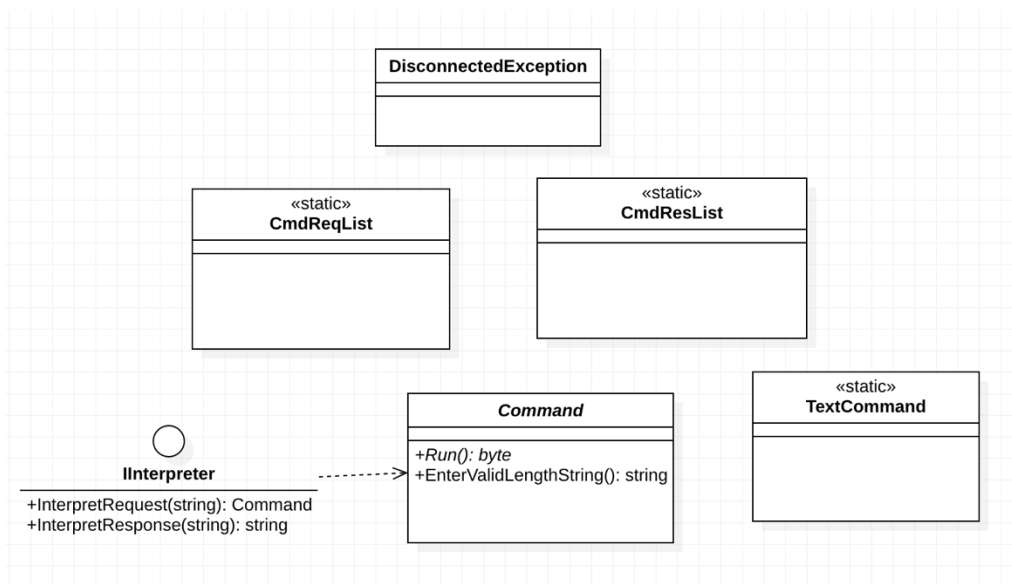 DisconnectedException
«static»
CmdReqList
«static»
CmdResList
«static»
TextCommand
Command
+Run(): byte
+EnterValidLengthString(): string
IInterpreter
+InterpretRequest(string): Command
+InterpretResponse(string): string